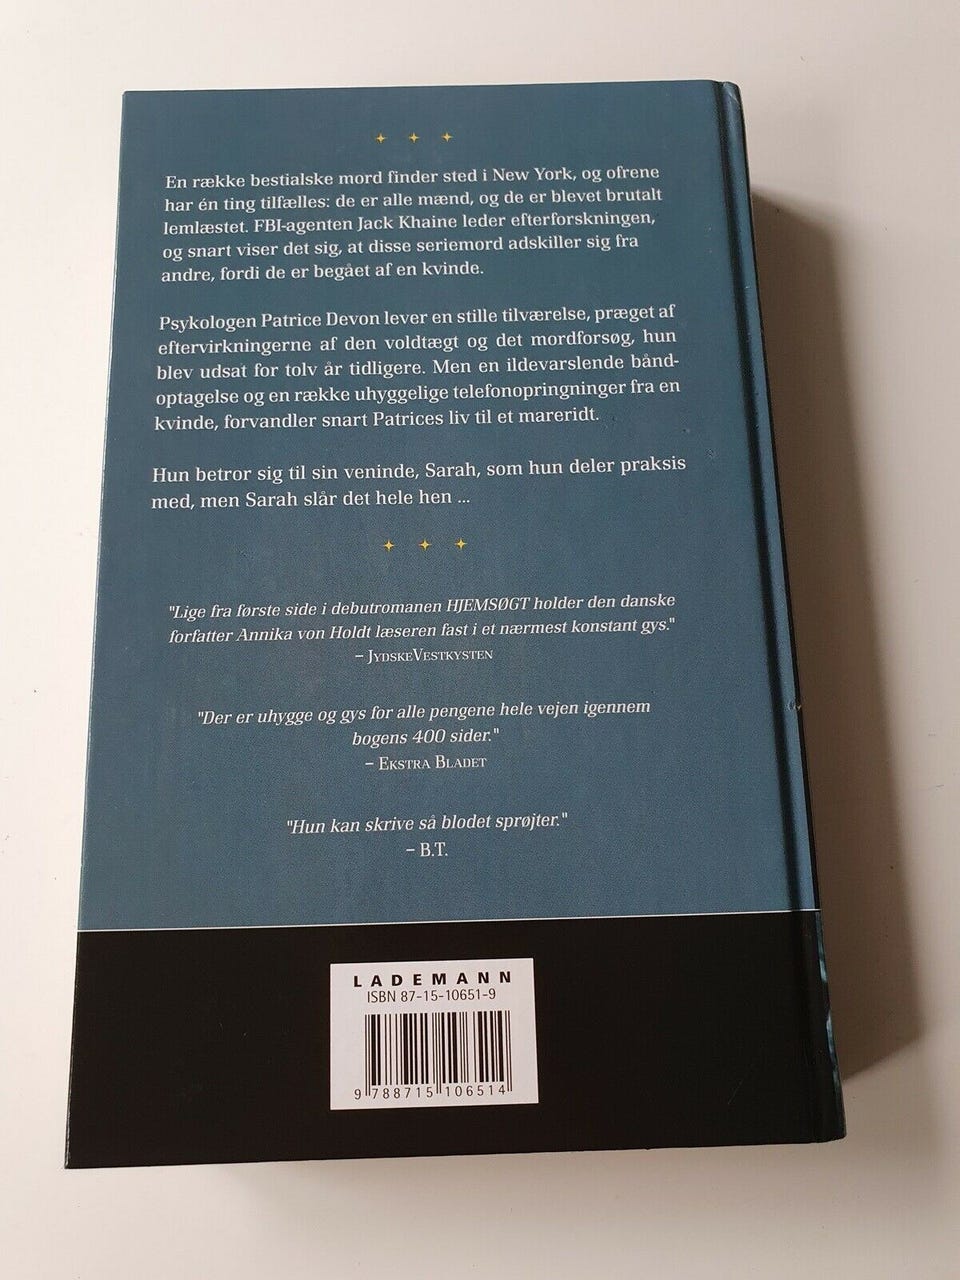 En række bestialske mord finder sted i New York, og ofrene
har én ting tilfælles: de er alle mænd, og de er blevet brutalt
lemlæstet. FBI-agenten Jack Khaine leder efterforskningen,
og snart viser det sig, at disse seriemord adskiller sig fra
andre, fordi de er begået af en kvinde.
Psykologen Patrice Devon lever en stille tilværelse, præget af
eftervirkningerne af den voldtægt og det mordforsøg, hun
blev udsat for tolv år tidligere. Men en ildevarslende bånd-
optagelse og en række uhyggelige telefonopringninger fra en
kvinde, forvandler snart Patrices liv til et mareridt.
Hun betror sig til sin veninde, Sarah, som hun deler praksis
med, men Sarah slår det hele hen ...
"Lige fra første side i debutromanen HJEMSØGT holder den danske
forfatter Annika von Holdt læseren fast i et nærmest konstant gys."
– JYDSKEVESTKYSTEN
"Der er uhygge og gys for alle pengene hele vejen igennem
bogens 400 sider."
– EKSTRA BLADET
"Hun kan skrive så blodet sprøjter."
– B.T.
LADEMANN
ISBN 87-15-10651-9
9 788715 106514